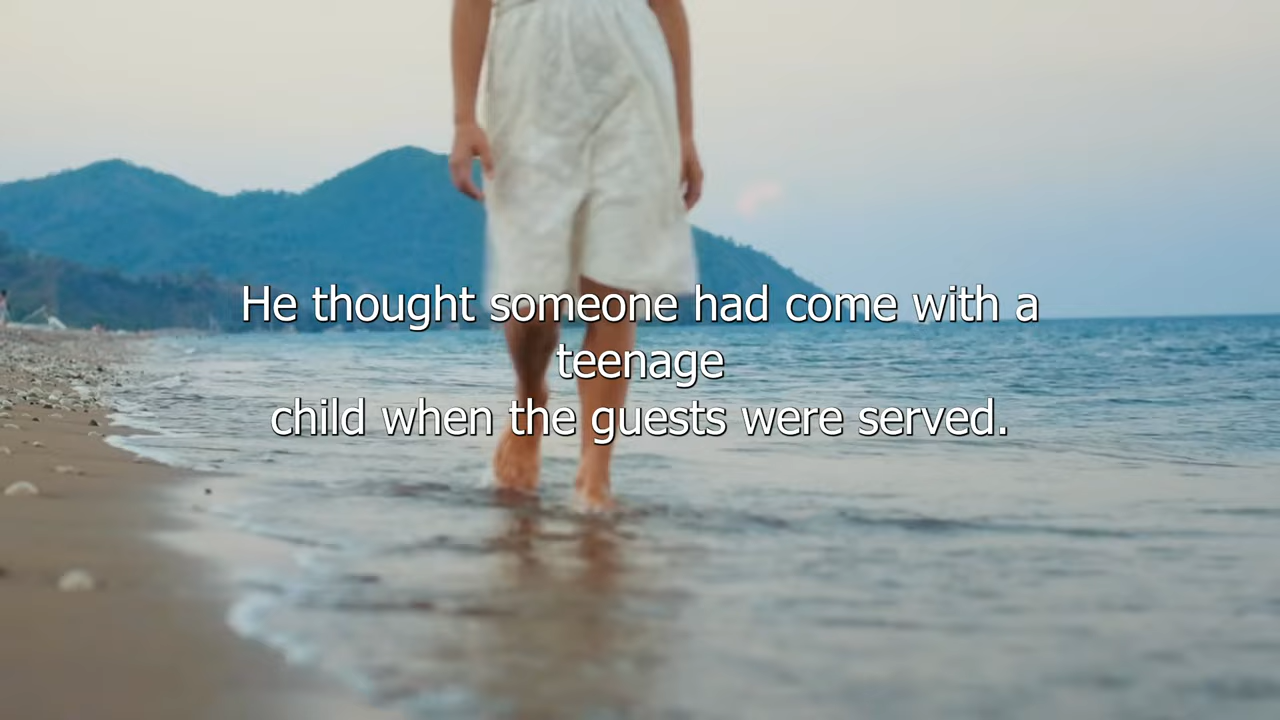 He thought someone had come with a
teenage
child when the guests were served.